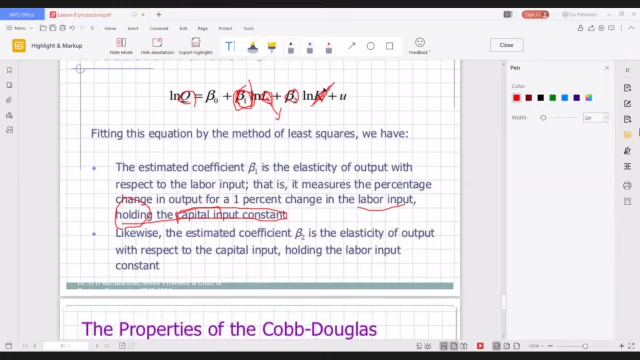 WPS Office
Lesson 8 production.pdf
Sign in
Menu
Home
Edit
Comment
Page
Protect
Tools
Go Premium
Highlight & Markup
Note Mode
Hide Annotations
Export Highlights
Feedback
Close
Pen
Width
lnQ = β0 + β1 lnL + β2 lnK + u
Fitting this equation by the method of least squares, we have:
The estimated coefficient β1 is the elasticity of output with
respect to the labor input; that is, it measures the percentage
change in output for a 1 percent change in the labor input,
holding the capital input constant
Likewise, the estimated coefficient β2 is the elasticity of output
with respect to the capital input, holding the labor input
constant
The Properties of the Cobb-Douglas
100%